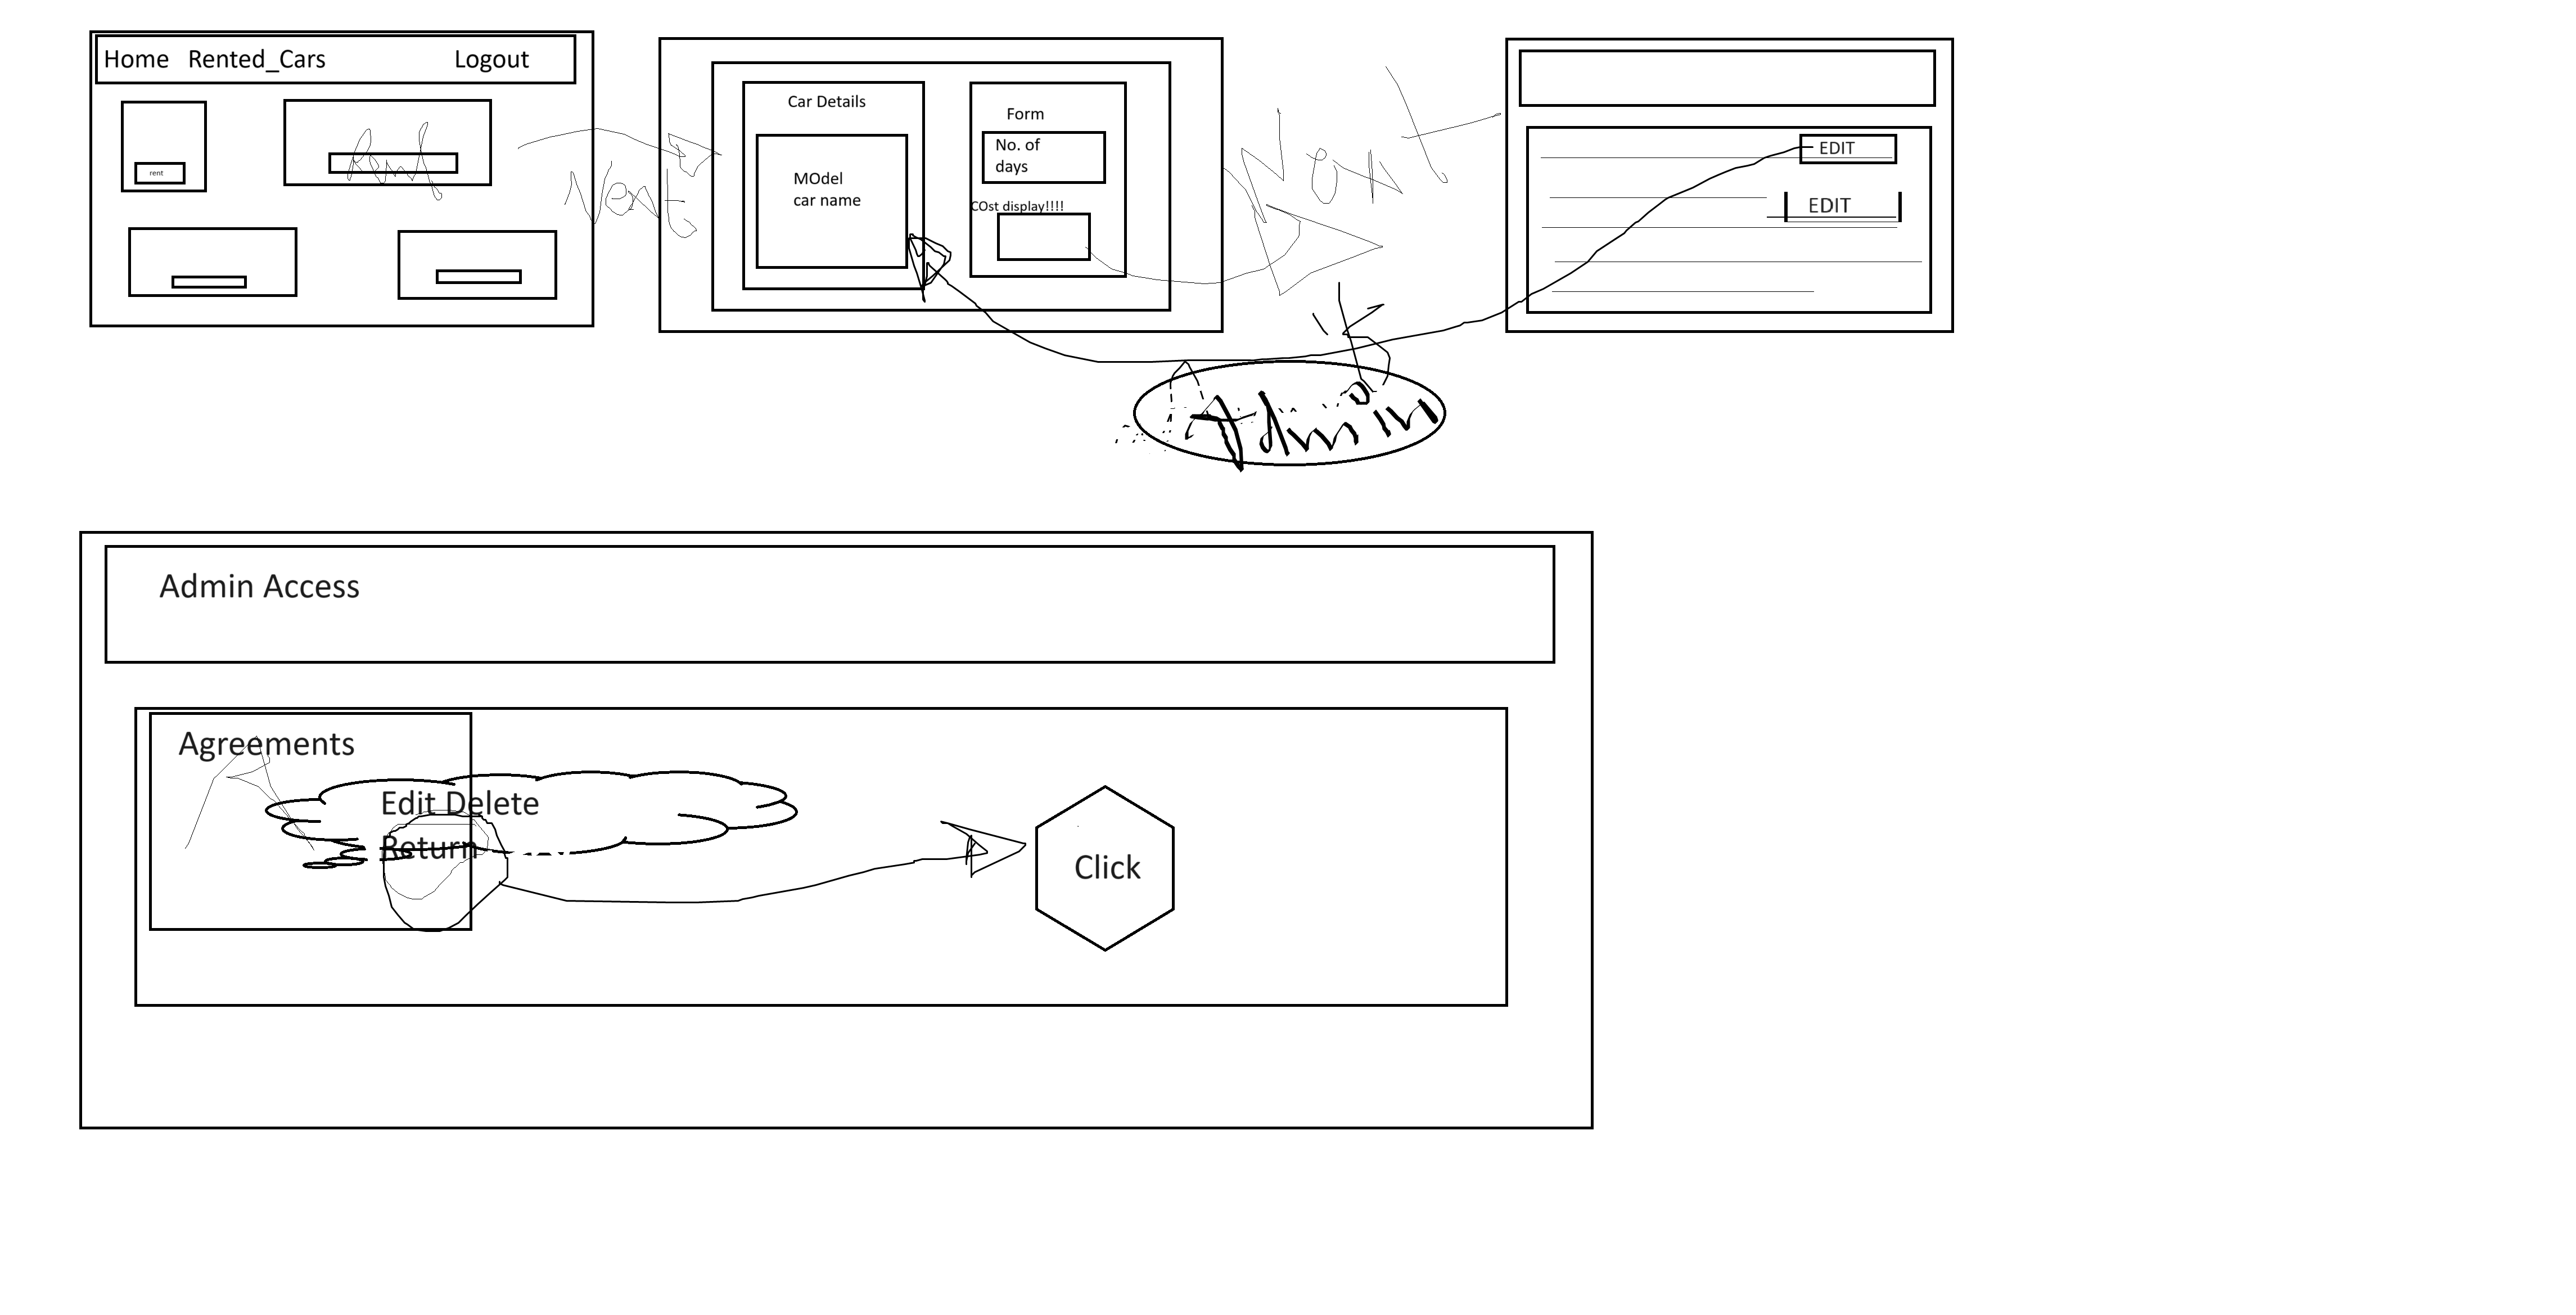 Home Rented_Cars Logout
rent
Rent
Next
Car Details
MOdel
car name
Form
No. of
days
COst display!!!!
Next
EDIT
EDIT
Admin
Admin Access
Agreements
Edit Delete
Return
Click